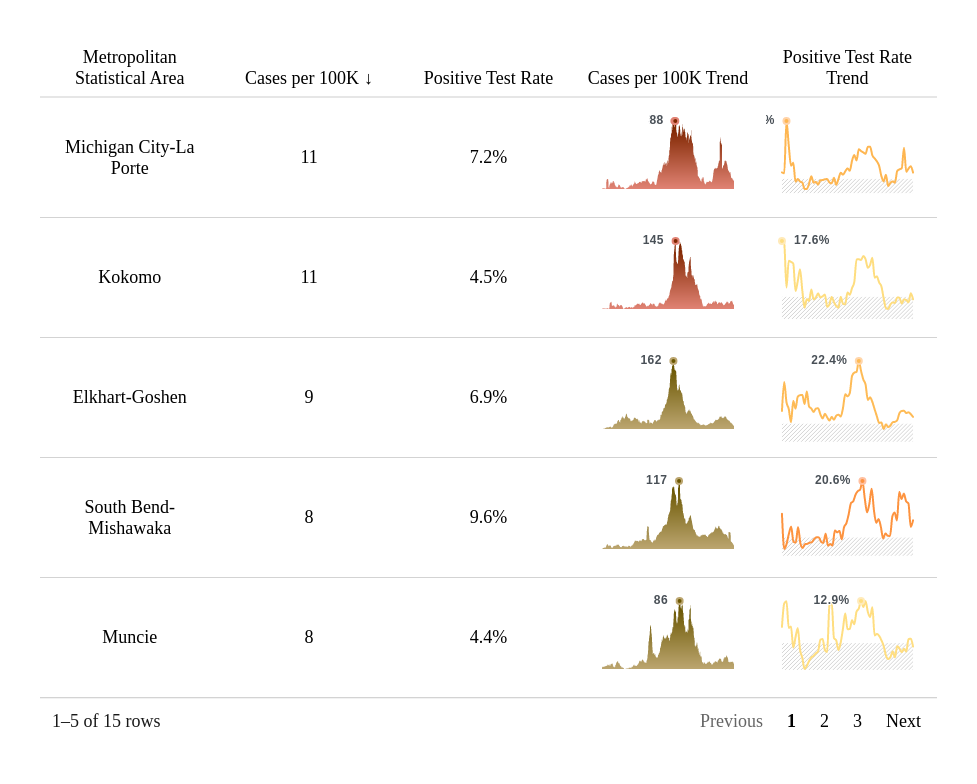 Metropolitan
Statistical Area
Cases per 100K ↓
Positive Test Rate
Cases per 100K Trend
Positive Test Rate
Trend
Michigan City-La
Porte
11
7.2%
88
%
Kokomo
11
4.5%
145
17.6%
Elkhart-Goshen
9
6.9%
162
22.4%
South Bend-
Mishawaka
8
9.6%
117
20.6%
Muncie
8
4.4%
86
12.9%
1–5 of 15 rows
Previous 1 2 3 Next